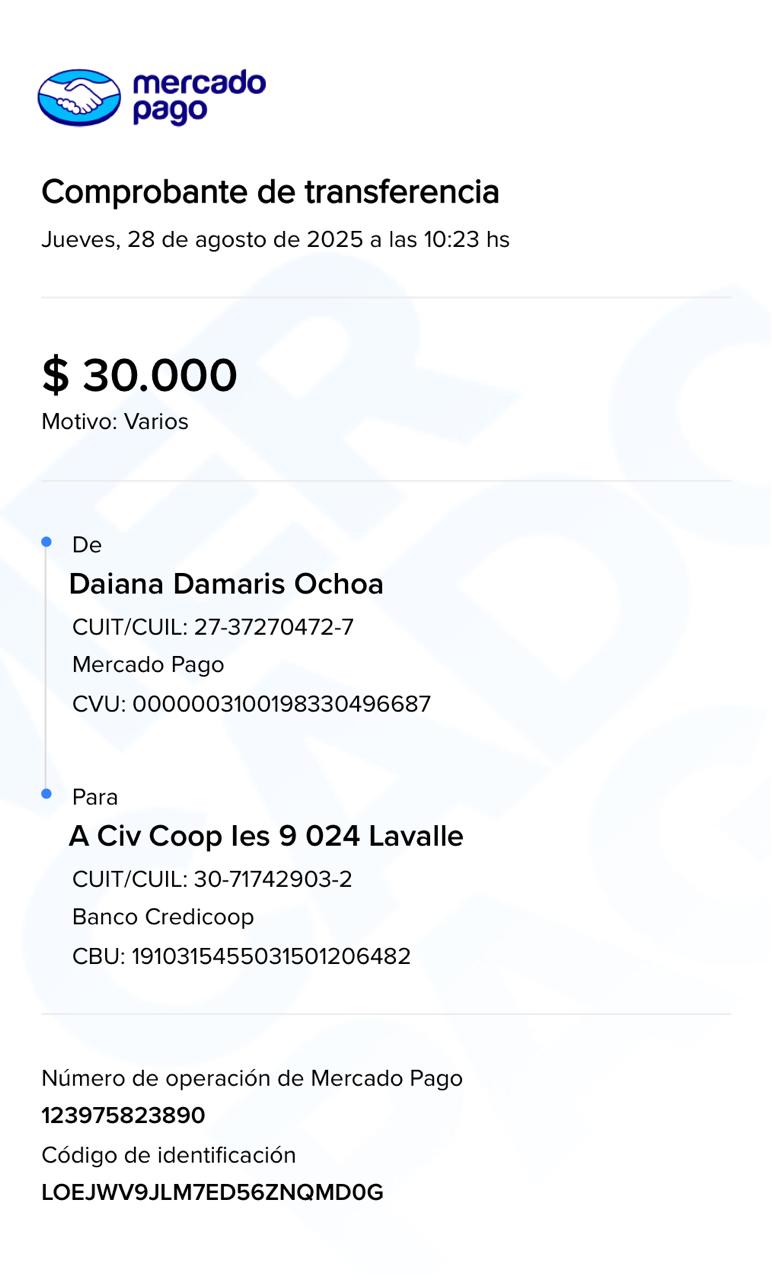 mercado
pago
Comprobante de transferencia
Jueves, 28 de agosto de 2025 a las 10:23 hs
$ 30.000
Motivo: Varios
De
Daiana Damaris Ochoa
CUIT/CUIL: 27-37270472-7
Mercado Pago
CVU: 0000003100198330496687
Para
A Civ Coop Ies 9 024 Lavalle
CUIT/CUIL: 30-71742903-2
Banco Credicoop
CBU: 1910315455031501206482
Número de operación de Mercado Pago
123975823890
Código de identificación
LOEJWV9JLM7ED56ZNQMD0G